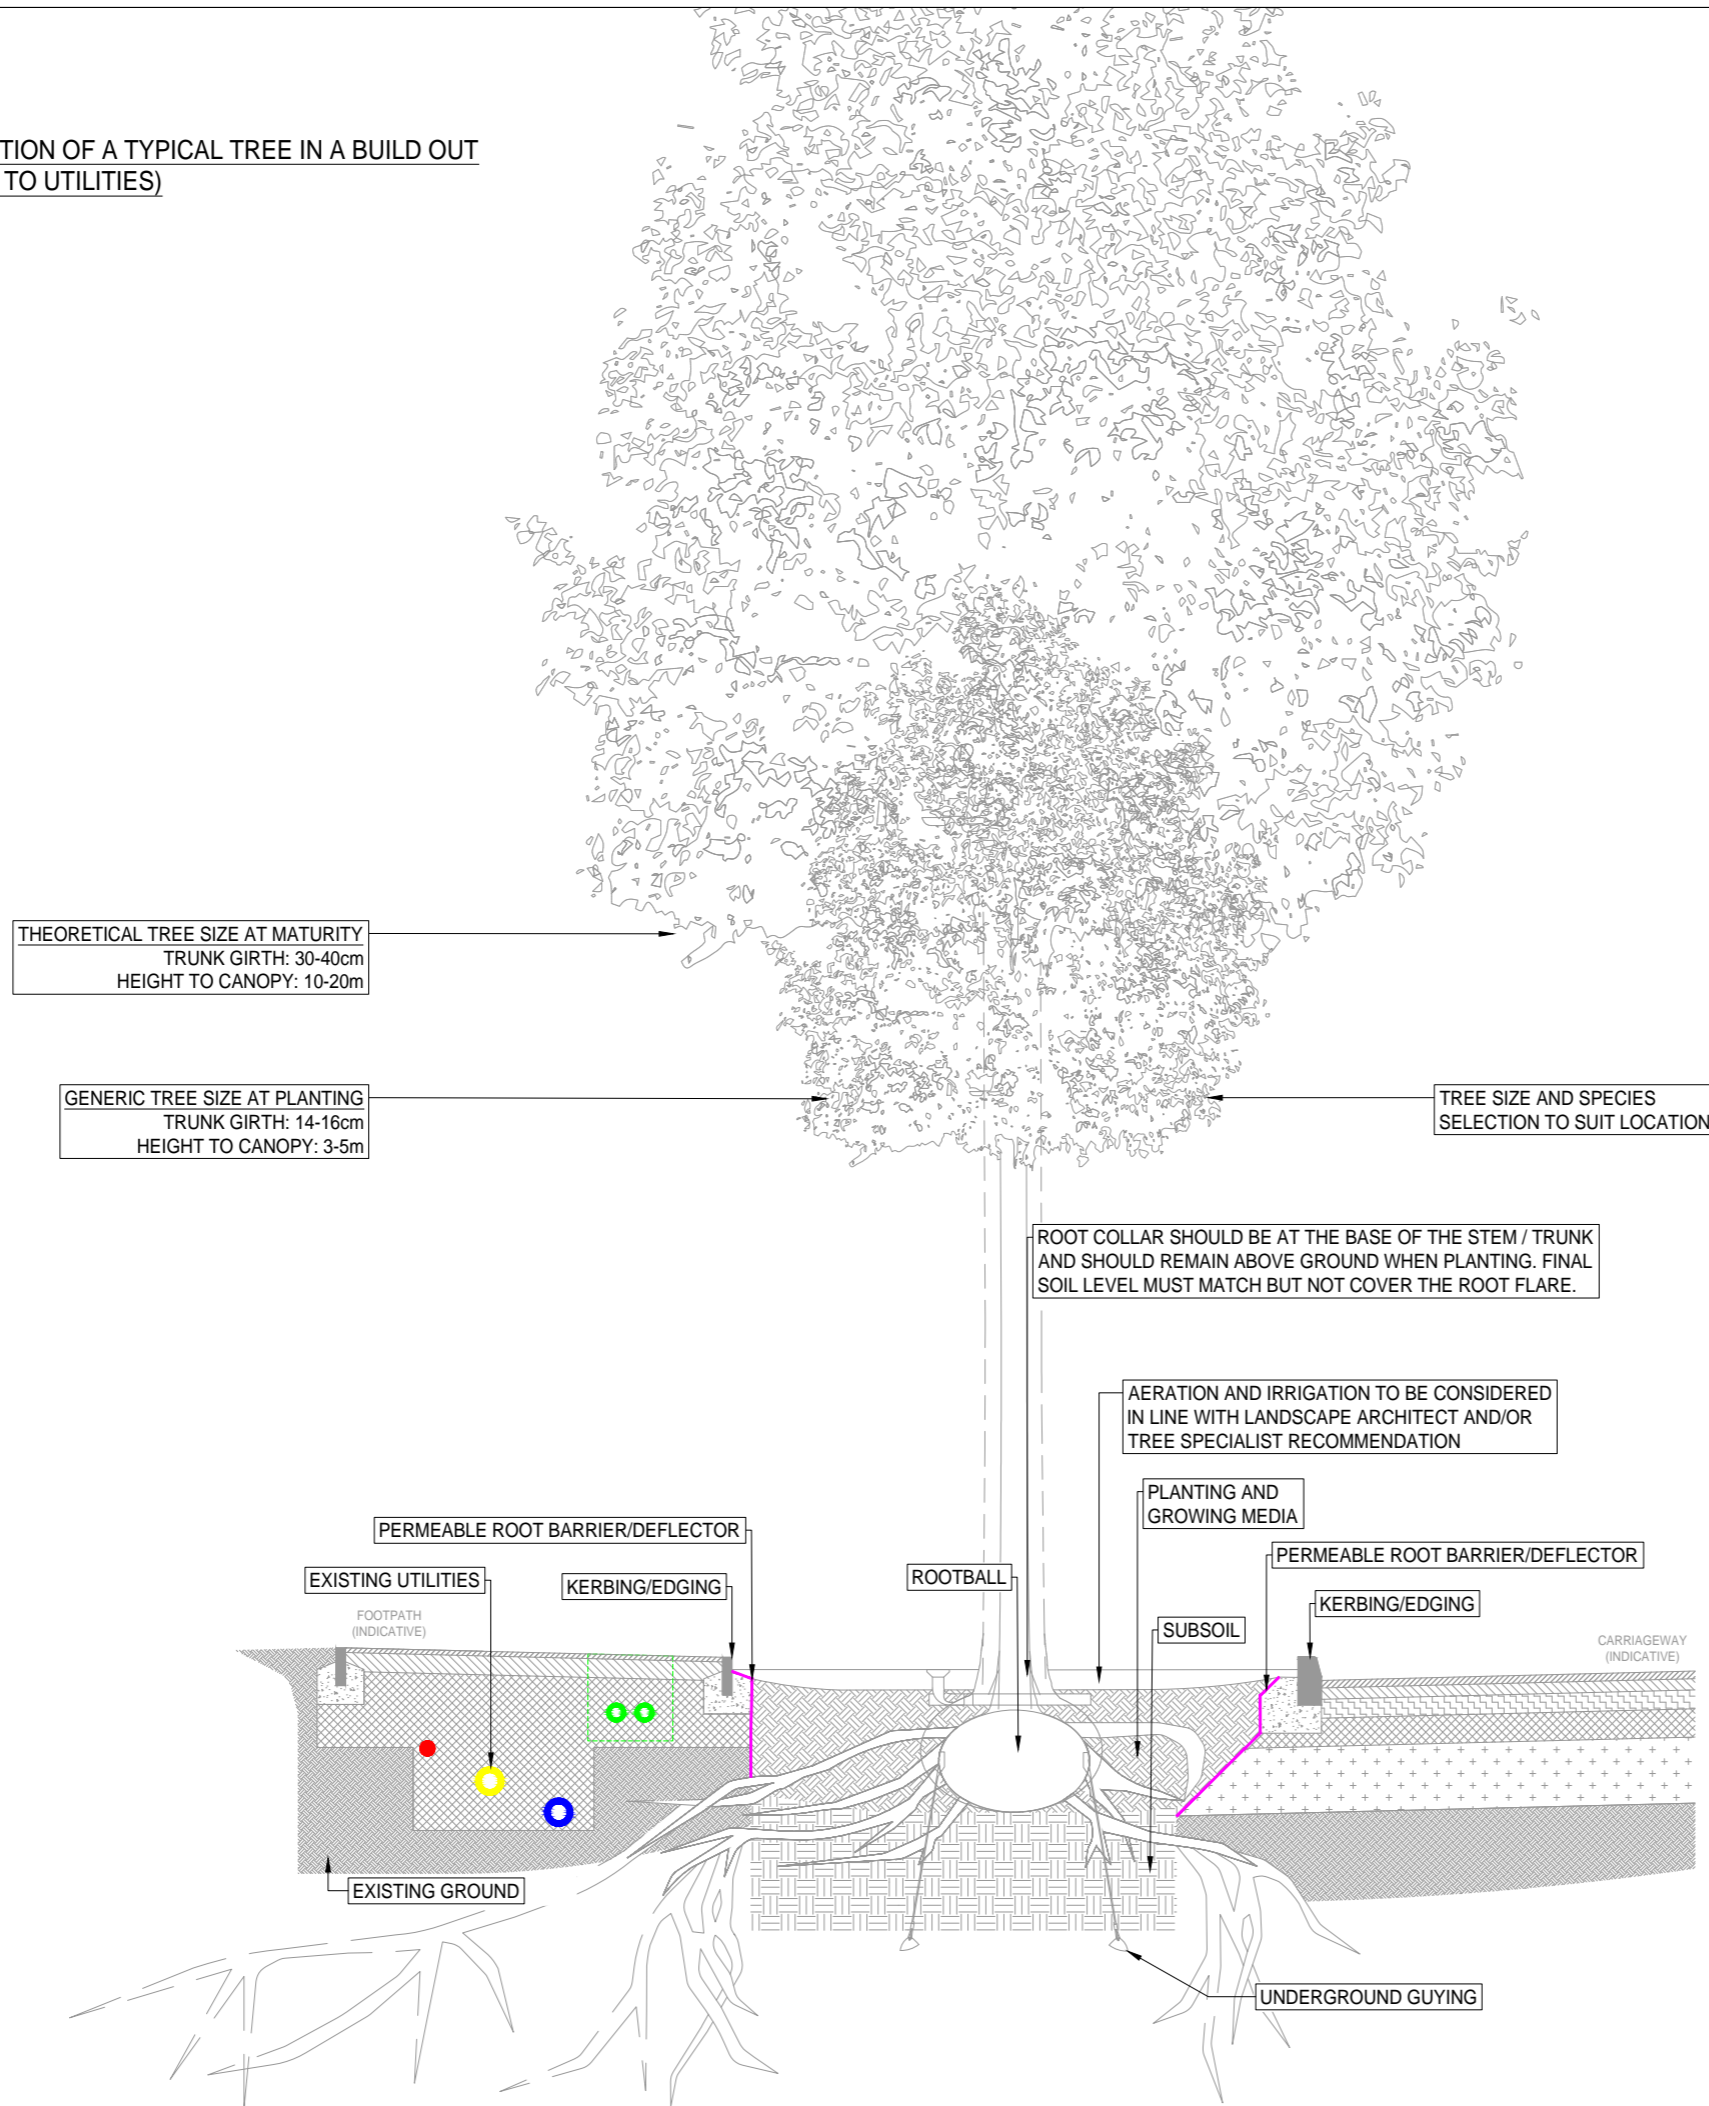 TION OF A TYPICAL TREE IN A BUILD OUT
TO UTILITIES)
THEORETICAL TREE SIZE AT MATURITY
TRUNK GIRTH: 30-40cm
HEIGHT TO CANOPY: 10-20m
GENERIC TREE SIZE AT PLANTING
TRUNK GIRTH: 14-16cm
HEIGHT TO CANOPY: 3-5m
TREE SIZE AND SPECIES
SELECTION TO SUIT LOCATION
ROOT COLLAR SHOULD BE AT THE BASE OF THE STEM / TRUNK
AND SHOULD REMAIN ABOVE GROUND WHEN PLANTING. FINAL
SOIL LEVEL MUST MATCH BUT NOT COVER THE ROOT FLARE.
AERATION AND IRRIGATION TO BE CONSIDERED
IN LINE WITH LANDSCAPE ARCHITECT AND/OR
TREE SPECIALIST RECOMMENDATION
PLANTING AND
GROWING MEDIA
PERMEABLE ROOT BARRIER/DEFLECTOR
PERMEABLE ROOT BARRIER/DEFLECTOR
EXISTING UTILITIES
KERBING/EDGING
ROOTBALL
KERBING/EDGING
FOOTPATH
(INDICATIVE)
SUBSOIL
CARRIAGEWAY
(INDICATIVE)
EXISTING GROUND
UNDERGROUND GUYING